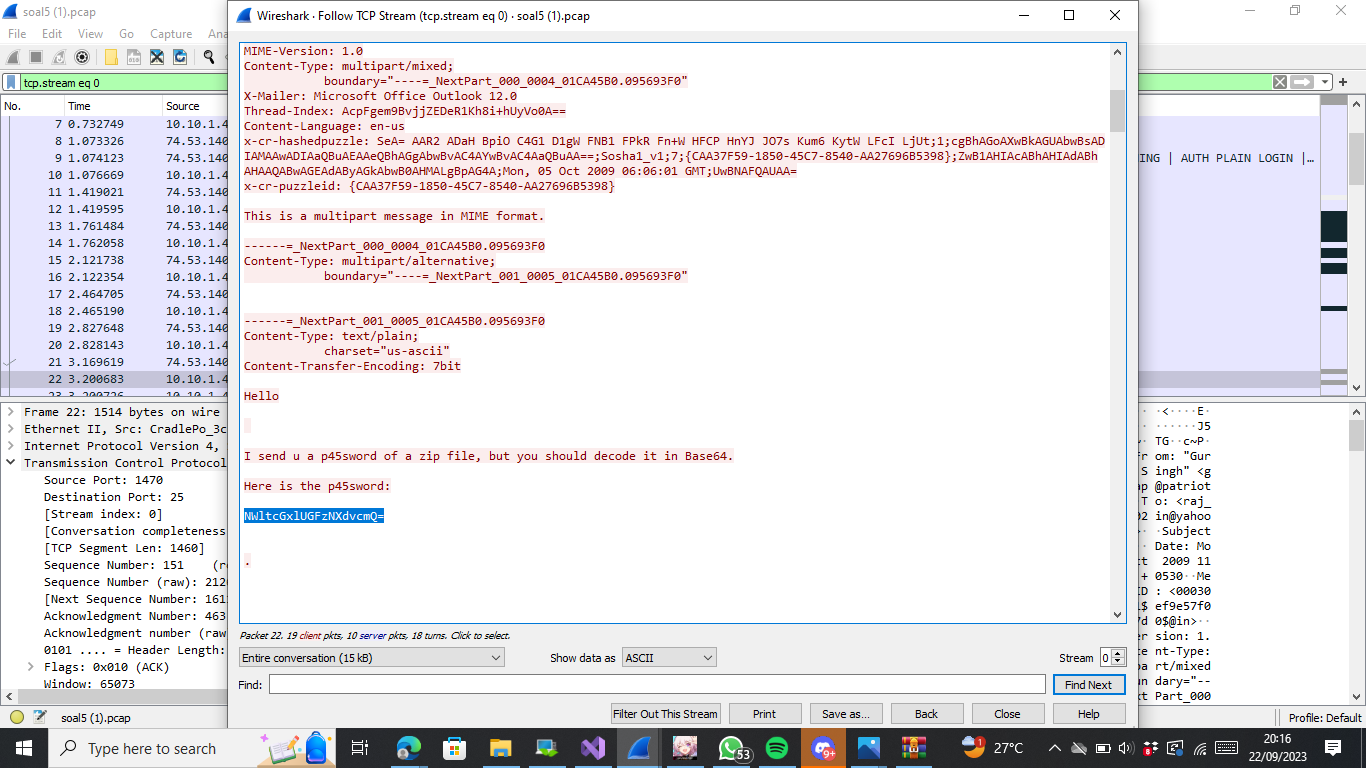 soal5 (1).pcap
File Edit View Go Capture
tcp.stream eq 0
No. Time Source
7 0.732749 10.10.1.4
8 1.073326 74.53.140
9 1.074123 10.10.1.4
10 1.076669 10.10.1.4
11 1.419021 74.53.140
12 1.419595 10.10.1.4
13 1.761484 74.53.140
14 1.762058 10.10.1.4
15 2.121738 74.53.140
16 2.122354 10.10.1.4
17 2.464705 74.53.140
18 2.465190 10.10.1.4
19 2.827648 74.53.140
20 2.828143 10.10.1.4
21 3.169619 74.53.140
22 3.200683 10.10.1.4
ING | AUTH PLAIN LOGIN |…
Frame 22: 1514 bytes on wire
Ethernet II, Src: CradlePo_3c
Internet Protocol Version 4,
Transmission Control Protocol
Source Port: 1470
Destination Port: 25
[Stream index: 0]
[Conversation completeness
[TCP Segment Len: 1460]
Sequence Number: 151 (re
Sequence Number (raw): 212
[Next Sequence Number: 161
Acknowledgment Number: 463
Acknowledgment number (raw
0101 .... = Header Length:
Flags: 0x010 (ACK)
Window: 65073
Wireshark · Follow TCP Stream (tcp.stream eq 0) · soal5 (1).pcap
MIME-Version: 1.0
Content-Type: multipart/mixed;
boundary="----=_NextPart_000_0004_01CA45B0.095693F0"
X-Mailer: Microsoft Office Outlook 12.0
Thread-Index: AcpFgem9BvjjZEDeR1Kh8i+hUyVo0A==
Content-Language: en-us
x-cr-hashedpuzzle: SeA= AAR2 ADaH BpiO C4G1 D1gW FNB1 FPkR Fn+W HFCP HnYJ JO7s Kum6 KytW LFcI LjUt;1;cgBhAGoAXwBkAGUAbwBsAD
IAMAAwADIAaQBuAEAAeQBhAGgAbwBvAC4AYwBvAC4AaQBuAA==;Sosha1_v1;7;{CAA37F59-1850-45C7-8540-AA27696B5398};ZwB1AHIAcABhAHIAdABh
AHAAQABwAGEAdAByAGkAbwB0AHMALgBpAG4A;Mon, 05 Oct 2009 06:06:01 GMT;UwBNAFQAUAA=
x-cr-puzzleid: {CAA37F59-1850-45C7-8540-AA27696B5398}
This is a multipart message in MIME format.
------=_NextPart_000_0004_01CA45B0.095693F0
Content-Type: multipart/alternative;
boundary="----=_NextPart_001_0005_01CA45B0.095693F0"
------=_NextPart_001_0005_01CA45B0.095693F0
Content-Type: text/plain;
charset="us-ascii"
Content-Transfer-Encoding: 7bit
Hello
I send u a p45sword of a zip file, but you should decode it in Base64.
Here is the p45sword:
NWltcGxlUGFzNXdvcmQ=
.
Packet 22. 19 client pkts, 10 server pkts, 18 turns. Click to select.
Entire conversation (15 kB) Show data as ASCII Stream 0
Find: Find Next
Filter Out This Stream Print Save as... Back Close Help
· <····E·
······J5
TG ··c~P
om: "Gur
Singh" <g
ap @patriot
To: <raj_
02 in@yahoo
Subject
Date: Mo
ct 2009 11
+0530··Me
ID : <00030
1$ ef9e57f0
7d 0$@in>··
er sion: 1.
ce nt-Type:
pa rt/mixed
un dary="--
xt Part_000
soal5 (1).pcap Profile: Default
Type here to search
53
9+
27°C
20:16
22/09/2023